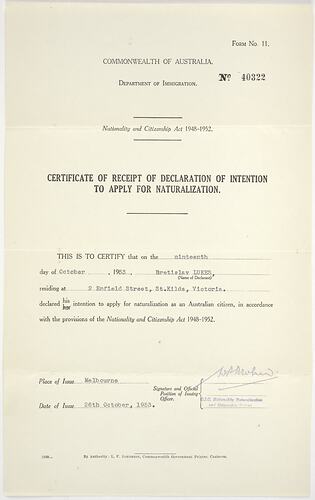 Form No. 11.
COMMONWEALTH OF AUSTRALIA.
DEPARTMENT OF IMMIGRATION.
No 40322
Nationality and Citizenship Act 1948-1952.
CERTIFICATE OF RECEIPT OF DECLARATION OF INTENTION
TO APPLY FOR NATURALIZATION.
THIS IS TO CERTIFY that on the nineteenth
day of October , 1953. Bretislav LUKES,
(Name of Declarant)
residing at 2 Enfield Street, St.Kilda, Victoria.
declared his intention to apply for naturalization as an Australian citizen, in accordance
with the provisions of the Nationality and Citizenship Act 1948-1952.
Place of Issue Melbourne
Signature and Official
Position of Issuing
Officer.
Date of Issue 26th October, 1953.
By Authority: L. F. JOHNSTON, Commonwealth Government Printer, Canberra.